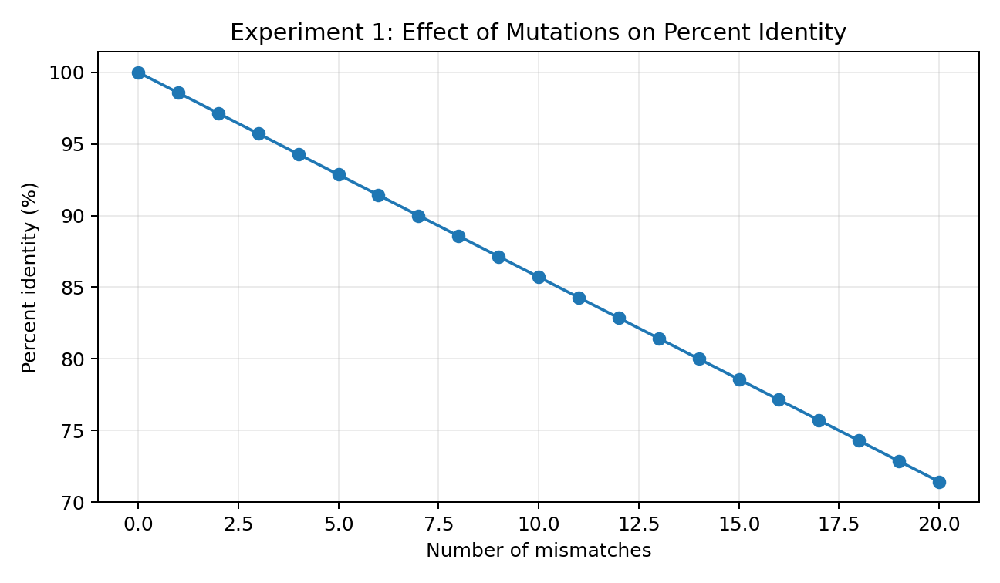 Experiment 1: Effect of Mutations on Percent Identity
Percent identity (%)
100
95
90
85
80
75
70
0.0 2.5 5.0 7.5 10.0 12.5 15.0 17.5 20.0
Number of mismatches